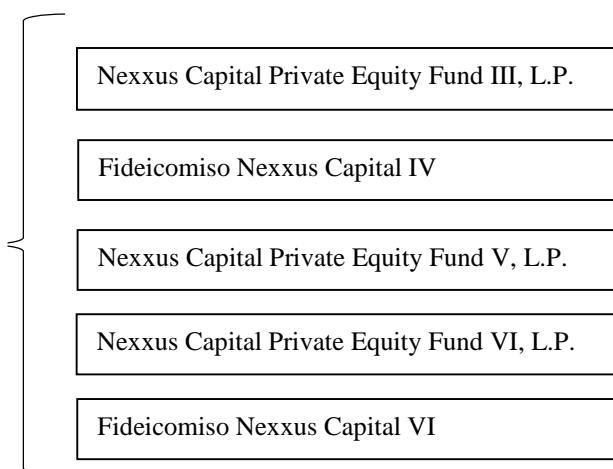 Nexxus Capital Private Equity Fund III, L.P.
Fideicomiso Nexxus Capital IV
Nexxus Capital Private Equity Fund V, L.P.
Nexxus Capital Private Equity Fund VI, L.P.
Fideicomiso Nexxus Capital VI